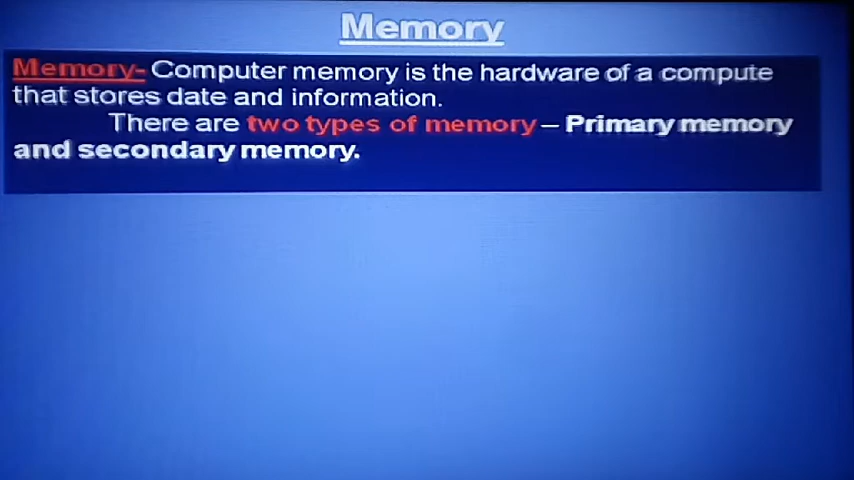 Memory
Memory- Computer memory is the hardware of a compute
that stores date and information.
There are two types of memory – Primary memory
and secondary memory.